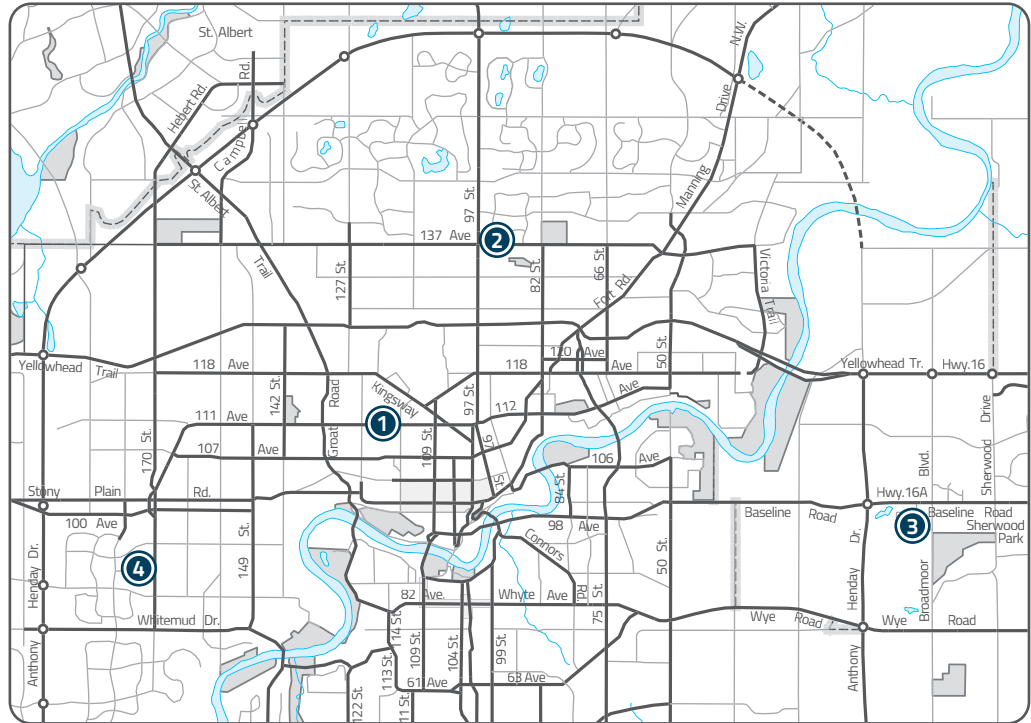 St. Albert
N.W.
Hebert Rd.
Campbell Rd.
Drive
Manning
St. Albert
Trail
97 St.
137 Ave
2
127 St.
82 St.
66 St.
Fort Rd.
Victoria Trail
Yellowhead Trail
118 Ave
118 Ave
120 Ave
50 St.
Yellowhead Tr.
Hwy.16
142 St.
Groat Road
Kingsway
97 St.
112 Ave
111 Ave
1
109 St.
97 St.
107 Ave
170 St.
106 Ave
84 St.
Blvd.
Sherwood Drive
Stony Plain Rd.
Hwy.16A
100 Ave
149 St.
98 Ave
Baseline Road
Baseline Road
3
Sherwood
Park
Connors Rd.
50 St.
4
Henday Dr.
Henday Dr.
Broadmoor
82 Ave.
Whyte Ave
75 St.
Whitemud Dr.
Wye Road
Wye Road
114 St.
109 St.
104 St.
99 St.
Anthony
Anthony
113 St.
61 Ave
63 Ave
122 St.
11 St.